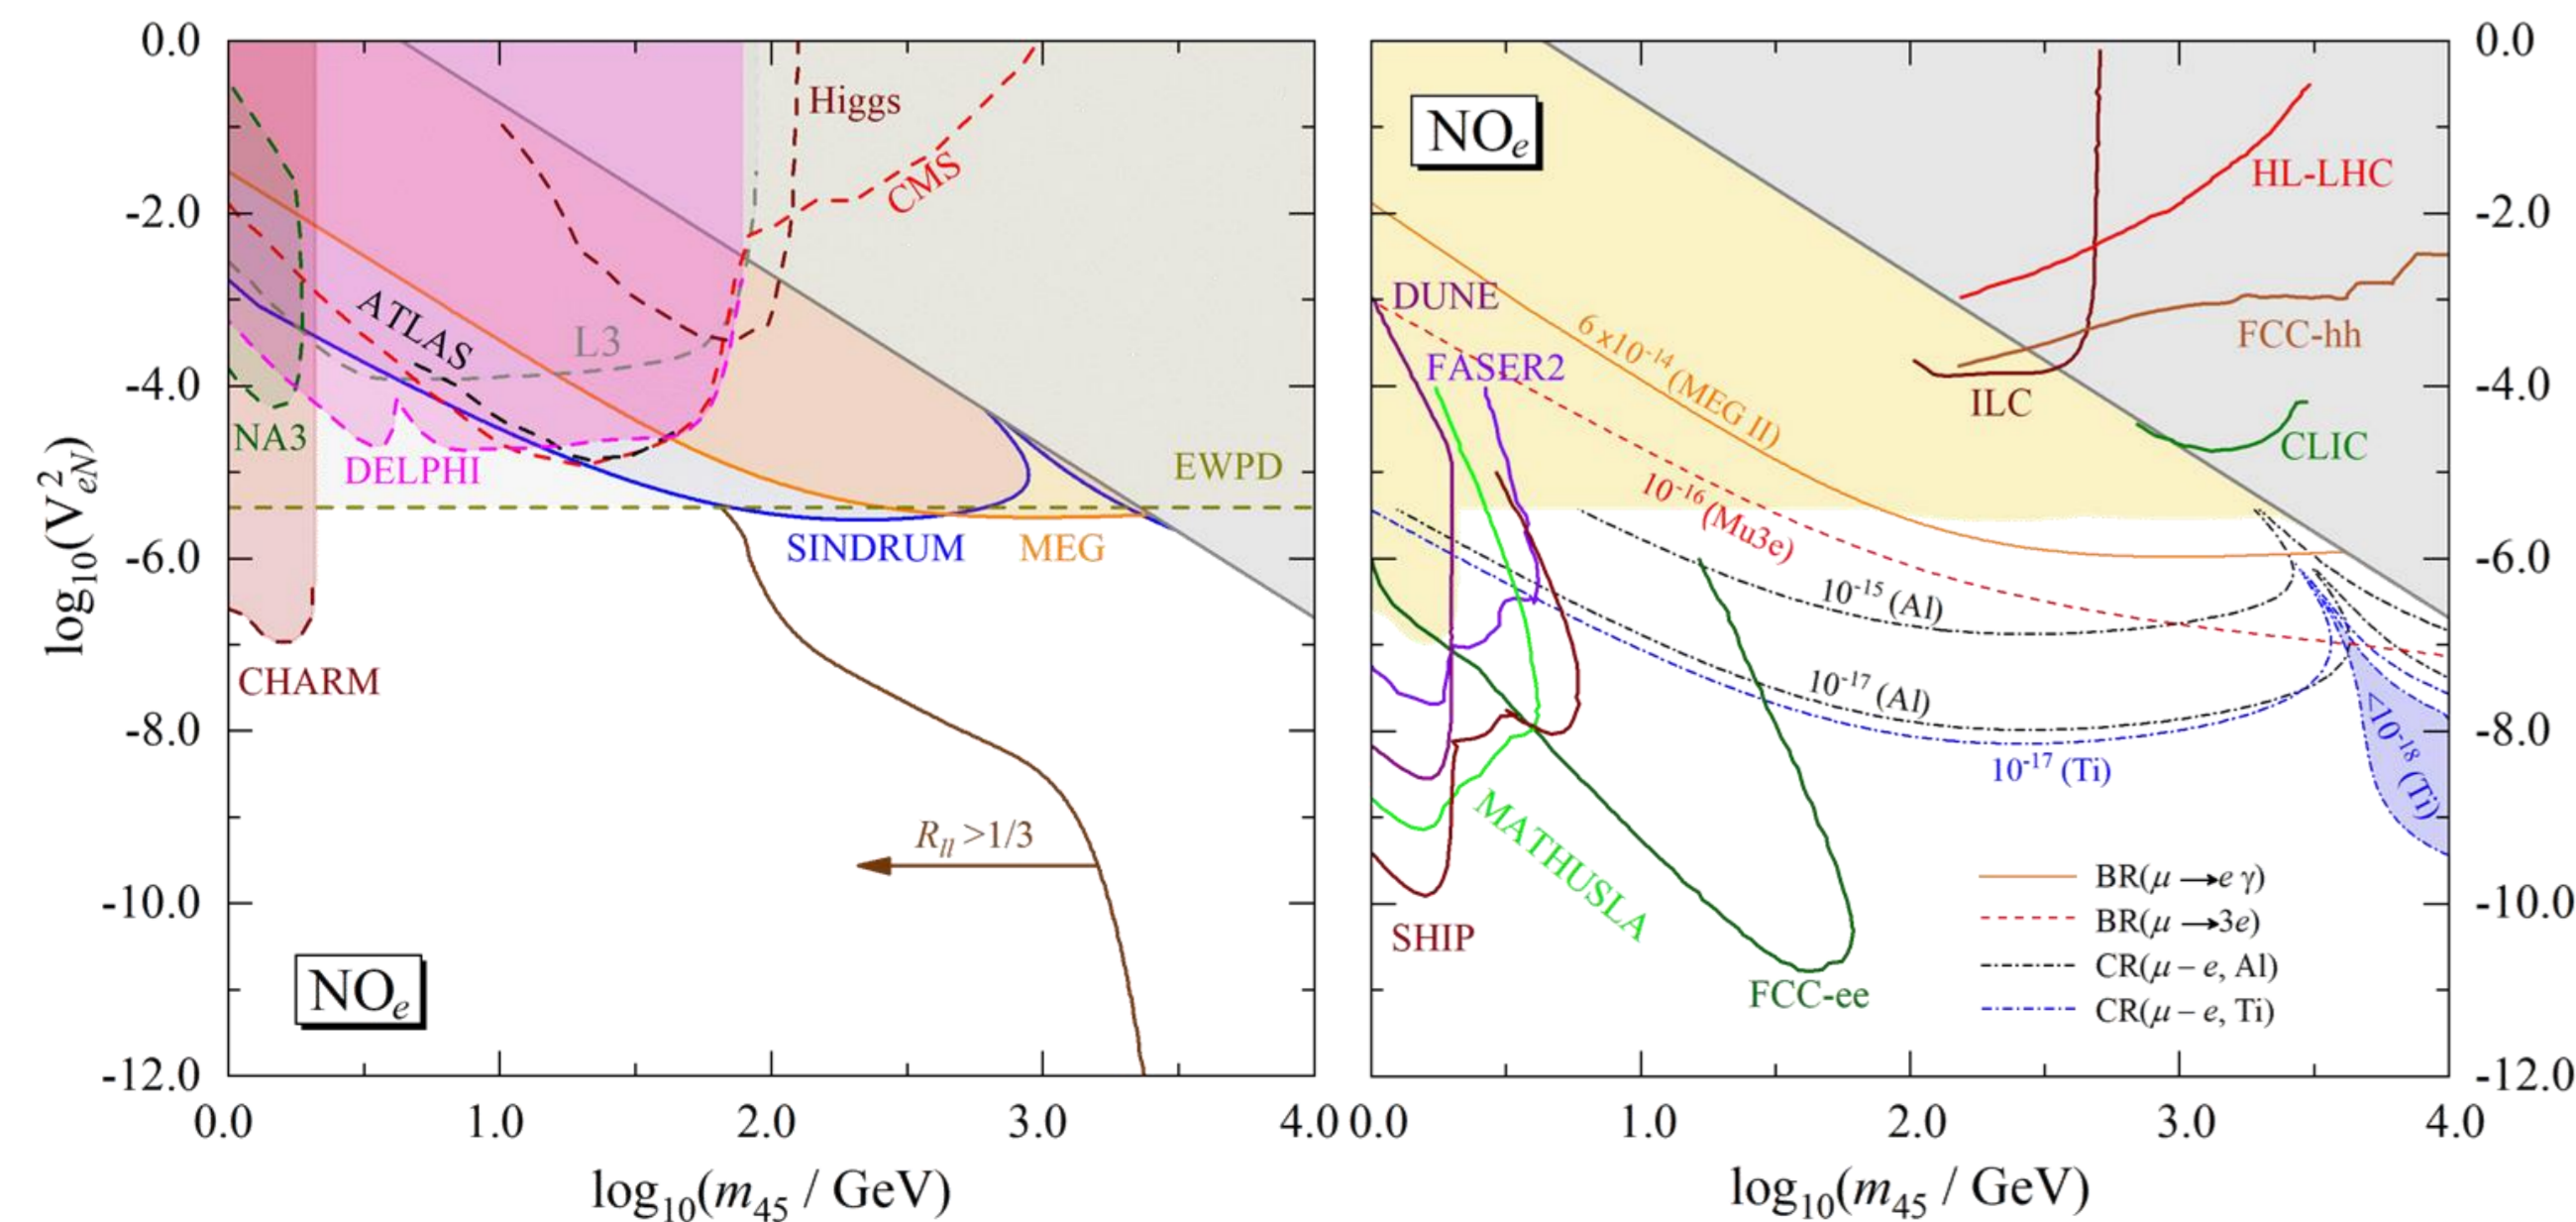 0.0
-2.0
-4.0
-6.0
-8.0
-10.0
-12.0
log₁₀(V²ₑN)
Higgs
CMS
ATLAS
L3
NA3
DELPHI
EWPD
SINDRUM
MEG
CHARM
Rₗₗ >1/3
NOₑ
0.0
1.0
2.0
3.0
4.0
log₁₀(m₄₅ / GeV)
NOₑ
HL-LHC
DUNE
6 x10⁻¹⁴ (MEG II)
FCC-hh
FASER2
ILC
CLIC
10⁻¹⁶ (Mu3e)
10⁻¹⁵ (Al)
10⁻¹⁷ (Al)
10⁻¹⁷ (Ti)
<10⁻¹⁸ (Ti)
MATHUSLA
SHIP
FCC-ee
BR(μ →e γ)
BR(μ →3e)
CR(μ – e, Al)
CR(μ – e, Ti)
0.0
-2.0
-4.0
-6.0
-8.0
-10.0
-12.0
0.0
1.0
2.0
3.0
4.0
log₁₀(m₄₅ / GeV)